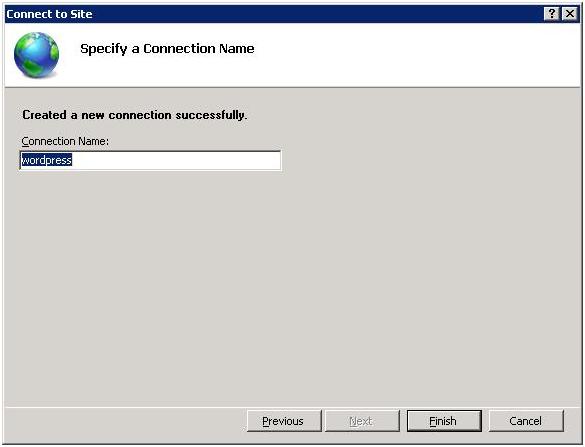 Connect to Site
Specify a Connection Name
Created a new connection successfully.
Connection Name:
wordpress
Previous Next Finish Cancel